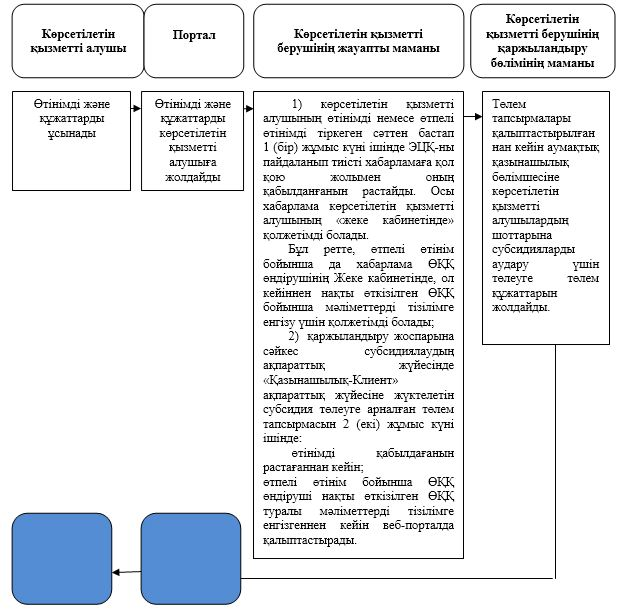 Көрсетілетін
қызметті алушы
Портал
Көрсетілетін қызметті
берушінің жауапты маманы
Көрсетілетін
қызметті берушінің
қаржыландыру
бөлімінің маманы
Өтінімді және
құжаттарды
ұсынады
Өтінімді және
құжаттарды
көрсетілетін
қызметті
алушыға
жолдайды
1) көрсетілетін қызметті
алушының өтінімді немесе өтпелі
өтінімді тіркеген сәттен бастап
1 (бір) жұмыс күні ішінде ЭЦҚ-ны
пайдаланып тиісті хабарламаға қол
қою жолымен оның
қабылданғанын растайды. Осы
хабарлама көрсетілетін қызметті
алушының «жеке кабинетінде»
қолжетімді болады.
Бұл ретте, өтпелі өтінім
бойынша да хабарлама ӨҚҚ
өндірушінің Жеке кабинетінде, ол
кейіннен нақты өткізілген ӨҚҚ
бойынша мәліметтерді тізілімге
енгізу үшін қолжетімді болады;
2) қаржыландыру жоспарына
сәйкес субсидиялаудың
ақпараттық жүйесінде
«Қазынашылық-Клиент»
ақпараттық жүйесіне жүктелетін
субсидия төлеуге арналған төлем
тапсырмасын 2 (екі) жұмыс күні
ішінде:
өтінімді қабылдағанын
растағаннан кейін;
өтпелі өтінім бойынша ӨҚҚ
өндіруші нақты өткізілген ӨҚҚ
туралы мәліметтерді тізілімге
енгізгеннен кейін веб-порталда
қалыптастырады.
Төлем
тапсырмалары
қалыптастырылған
нан кейін аумақтық
қазынашылық
бөлімшесіне
көрсетілетін
қызметті
алушылардың
шоттарына
субсидияларды
аудару үшін
төлеуге төлем
құжаттарын
жолдайды.